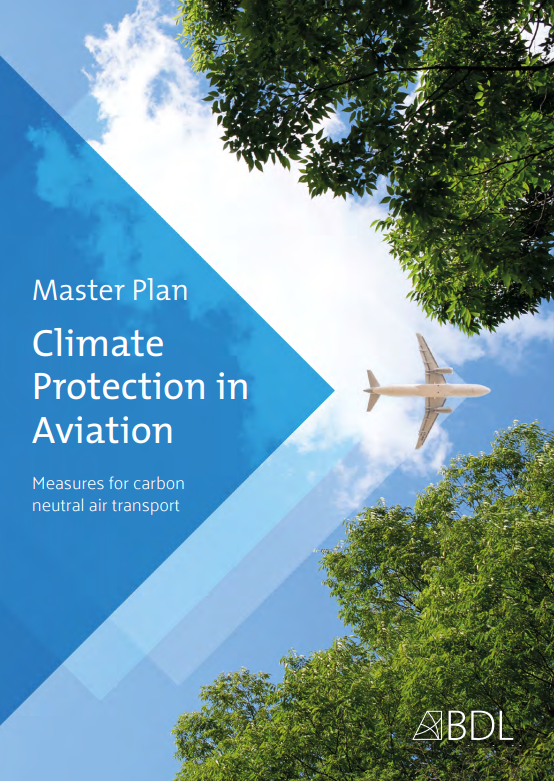 Master Plan
Climate
Protection in
Aviation
Measures for carbon
neutral air transport
BDL